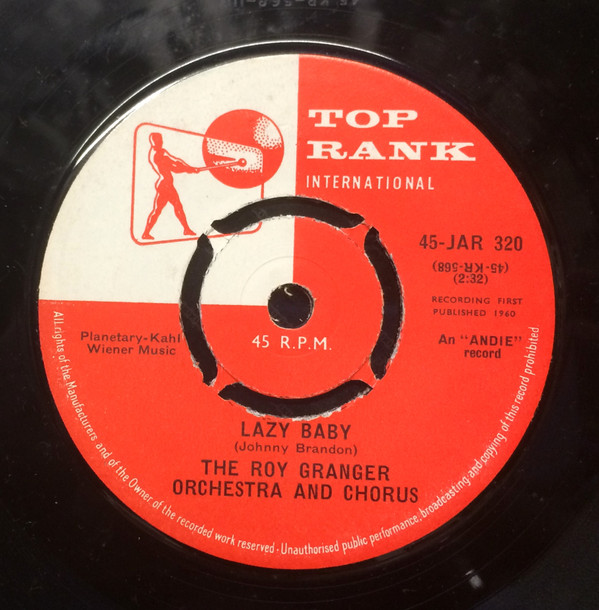 TOP
RANK
INTERNATIONAL
45-JAR 320
(45-KR-568)
(2:32)
RECORDING FIRST
PUBLISHED 1960
Planetary-Kahl
Wiener Music
45 R.P.M.
An "ANDIE"
record
LAZY BABY
(Johnny Brandon)
THE ROY GRANGER
ORCHESTRA AND CHORUS
All rights of the Manufacturers and of the Owner of the recorded work reserved · Unauthorised public performance, broadcasting and copying of this record prohibited